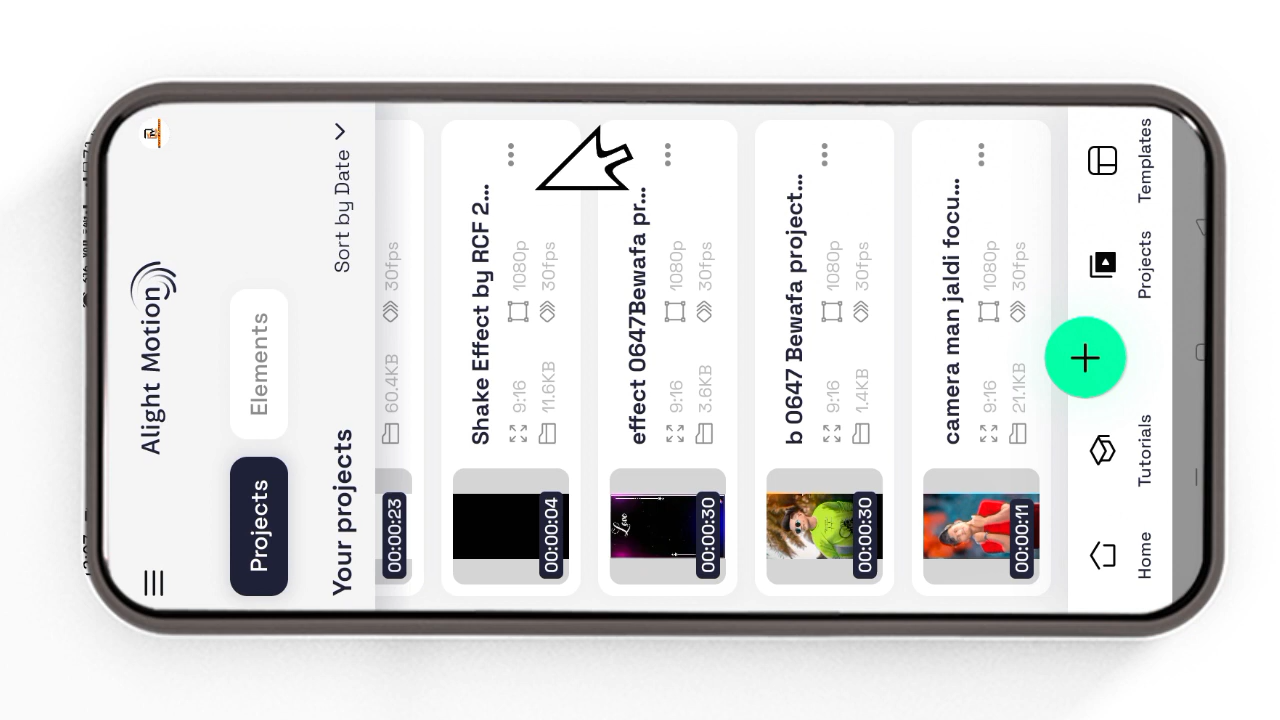 Alight Motion
Projects
Elements
Your projects
Sort by Date
00:00:23
60.4KB
30fps
Shake Effect by RCF 2...
9:16
1080p
11.6KB
30fps
00:00:04
effect 0647Bewafa pr...
9:16
1080p
3.6KB
30fps
00:00:30
Love
b 0647 Bewafa project...
9:16
1080p
1.4KB
30fps
00:00:30
camera man jaldi focu...
9:16
1080p
21.1KB
30fps
00:00:11
Home
Tutorials
Projects
Templates